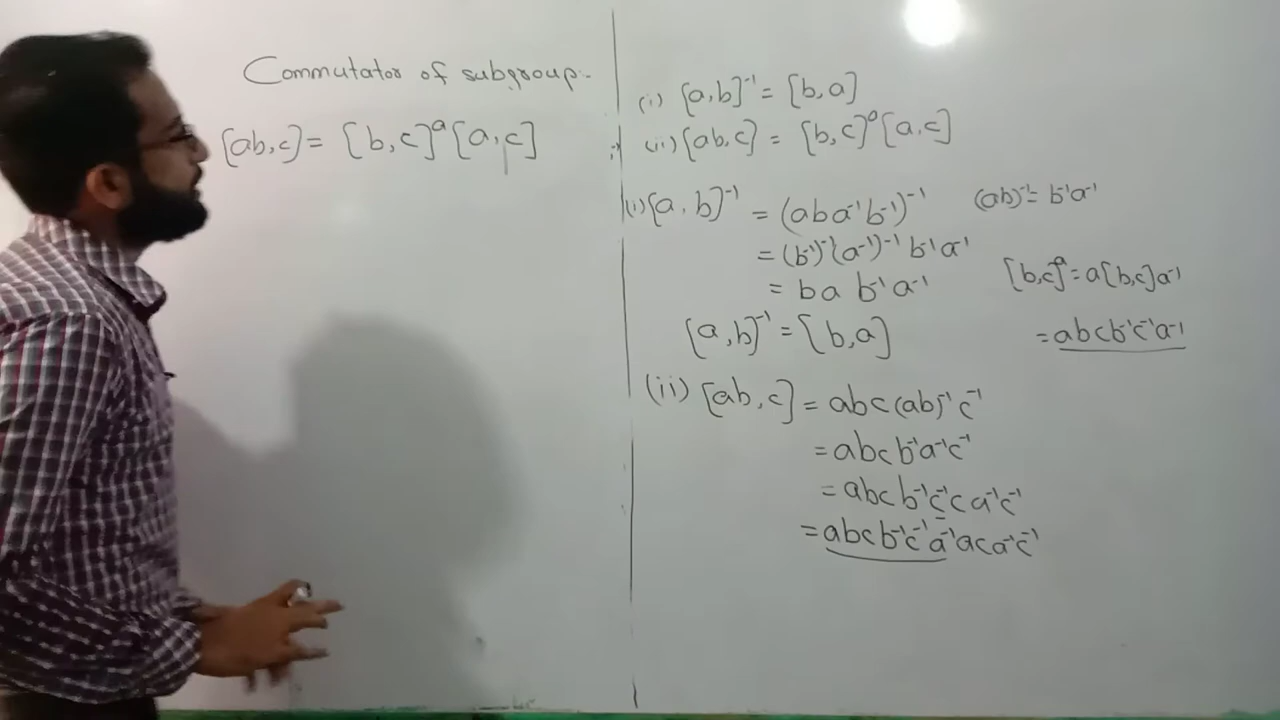 Commutator of subgroup:-
[ab,c] = [b,c]ᵃ [a,c]
(i) [a,b]⁻¹ = [b,a]
(ii) [ab,c] = [b,c]ᵃ [a,c]
(i) [a,b]⁻¹ = (aba⁻¹b⁻¹)⁻¹
(ab)⁻¹ = b⁻¹a⁻¹
= (b⁻¹)⁻¹(a⁻¹)⁻¹ b⁻¹a⁻¹
= ba b⁻¹a⁻¹
[b,c]ᵃ = a[b,c]a⁻¹
= abcb⁻¹c⁻¹a⁻¹
[a,b]⁻¹ = [b,a]
(ii) [ab,c] = abc(ab)⁻¹c⁻¹
= abcb⁻¹a⁻¹c⁻¹
= abcb⁻¹c⁻¹ca⁻¹c⁻¹
= abcb⁻¹c⁻¹a⁻¹aca⁻¹c⁻¹